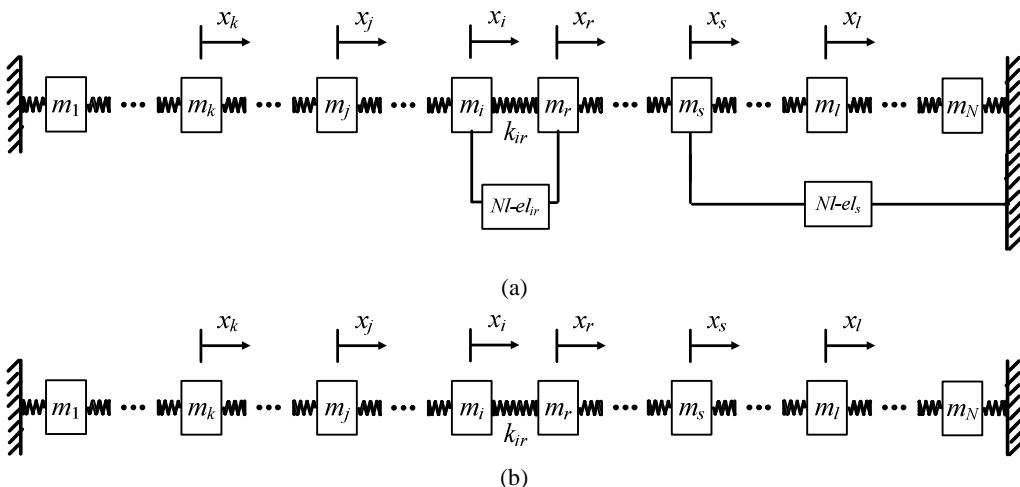 x_k x_j x_i x_r x_s x_l
m_1 ... m_k ... m_j ... m_i m_r ... m_s ... m_l ... m_N
k_ir
Nl-el_ir Nl-el_s
(a)
x_k x_j x_i x_r x_s x_l
m_1 ... m_k ... m_j ... m_i m_r ... m_s ... m_l ... m_N
k_ir
(b)